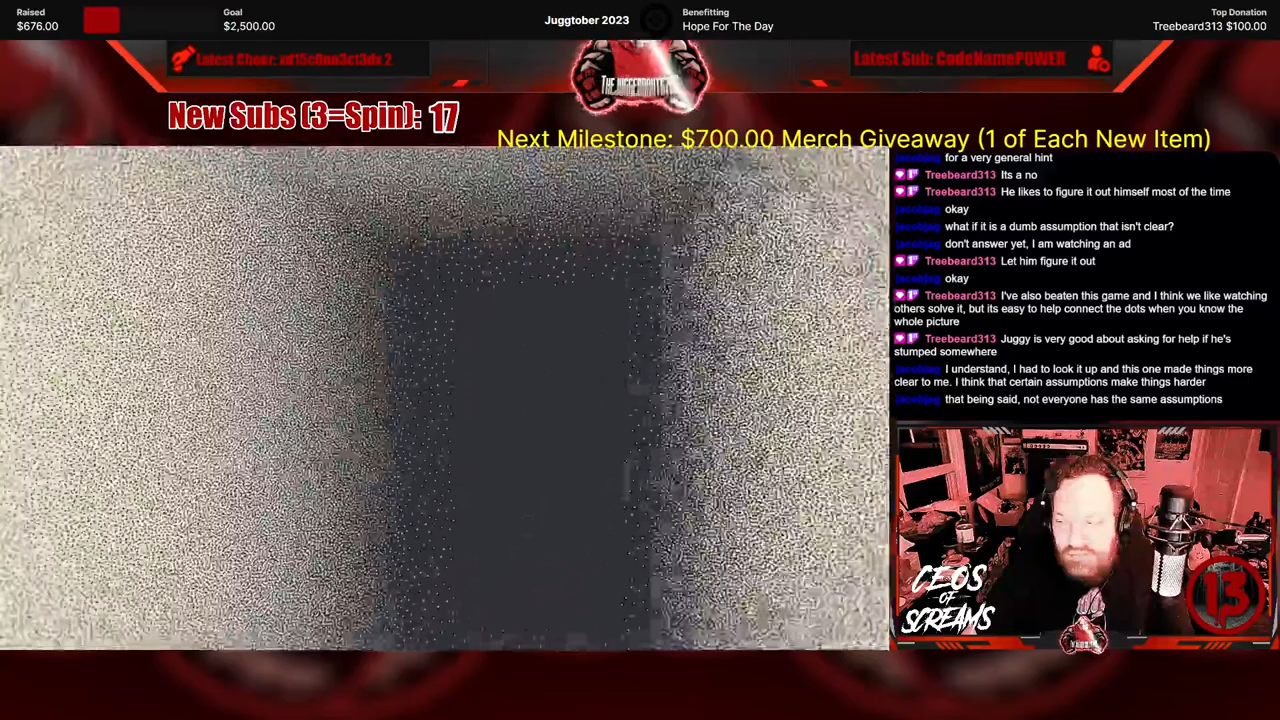 Raised
$676.00
Goal
$2,500.00
Juggtober 2023
Benefitting
Hope For The Day
Top Donation
Treebeard313 $100.00
Latest Sub: CodeNamePOWER
New Subs (3=Spin): 17
Next Milestone: $700.00 Merch Giveaway (1 of Each New Item)
jacobjag for a very general hint
Treebeard313 Its a no
Treebeard313 He likes to figure it out himself most of the time
okay
what if it is a dumb assumption that isn't clear?
don't answer yet, I am watching an ad
Treebeard313 Let him figure it out
okay
Treebeard313 I've also beaten this game and I think we like watching
others solve it, but its easy to help connect the dots when you know the
whole picture
Treebeard313 Juggy is very good about asking for help if he's
stumped somewhere
I understand, I had to look it up and this one made things more
clear to me. I think that certain assumptions make things harder
that being said, not everyone has the same assumptions
CEOS
OF
SCREAMS
13